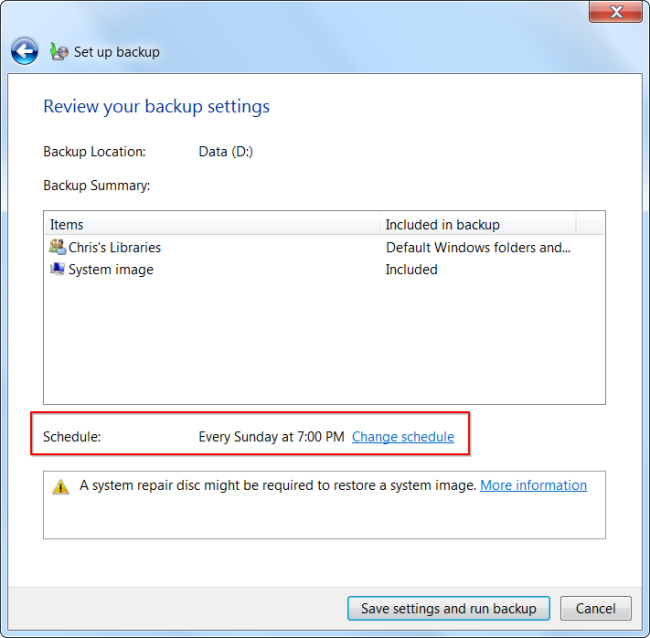 Set up backup
Review your backup settings
Backup Location: Data (D:)
Backup Summary:
Items Included in backup
Chris's Libraries Default Windows folders and...
System image Included
Schedule: Every Sunday at 7:00 PM Change schedule
A system repair disc might be required to restore a system image. More information
Save settings and run backup Cancel